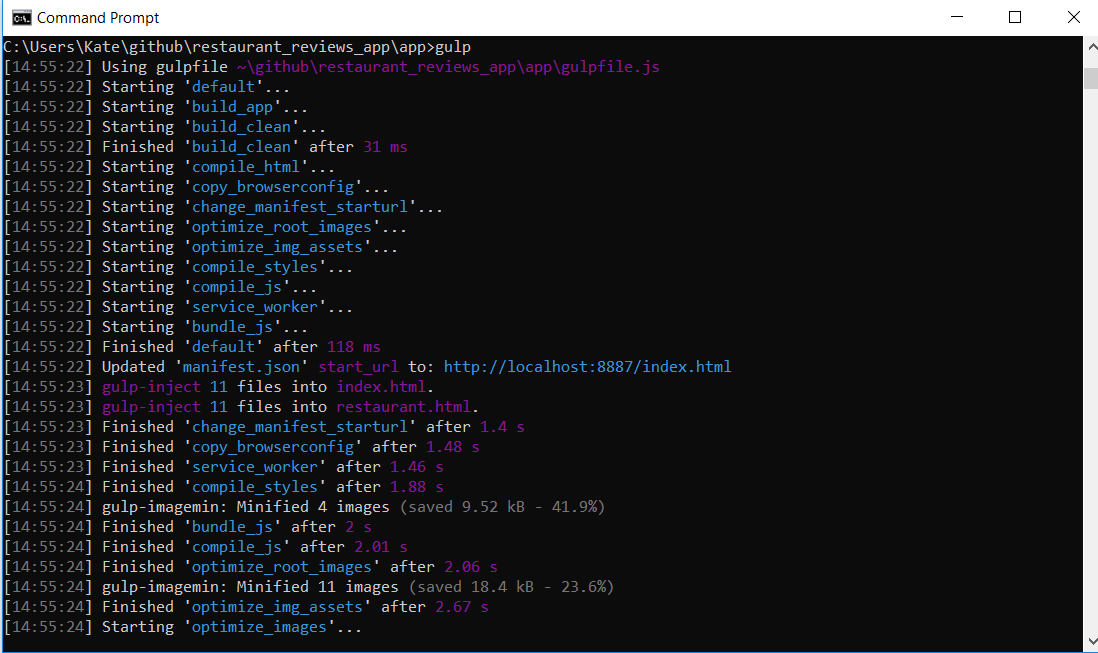 Command Prompt
C:\Users\Kate\github\restaurant_reviews_app\app>gulp
[14:55:22] Using gulpfile ~\github\restaurant_reviews_app\app\gulpfile.js
[14:55:22] Starting 'default'...
[14:55:22] Starting 'build_app'...
[14:55:22] Starting 'build_clean'...
[14:55:22] Finished 'build_clean' after 31 ms
[14:55:22] Starting 'compile_html'...
[14:55:22] Starting 'copy_browserconfig'...
[14:55:22] Starting 'change_manifest_starturl'...
[14:55:22] Starting 'optimize_root_images'...
[14:55:22] Starting 'optimize_img_assets'...
[14:55:22] Starting 'compile_styles'...
[14:55:22] Starting 'compile_js'...
[14:55:22] Starting 'service_worker'...
[14:55:22] Starting 'bundle_js'...
[14:55:22] Finished 'default' after 118 ms
[14:55:22] Updated 'manifest.json' start_url to: http://localhost:8887/index.html
[14:55:23] gulp-inject 11 files into index.html.
[14:55:23] gulp-inject 11 files into restaurant.html.
[14:55:23] Finished 'change_manifest_starturl' after 1.4 s
[14:55:23] Finished 'copy_browserconfig' after 1.48 s
[14:55:23] Finished 'service_worker' after 1.46 s
[14:55:24] Finished 'compile_styles' after 1.88 s
[14:55:24] gulp-imagemin: Minified 4 images (saved 9.52 kB - 41.9%)
[14:55:24] Finished 'bundle_js' after 2 s
[14:55:24] Finished 'compile_js' after 2.01 s
[14:55:24] Finished 'optimize_root_images' after 2.06 s
[14:55:24] gulp-imagemin: Minified 11 images (saved 18.4 kB - 23.6%)
[14:55:24] Finished 'optimize_img_assets' after 2.67 s
[14:55:24] Starting 'optimize_images'...